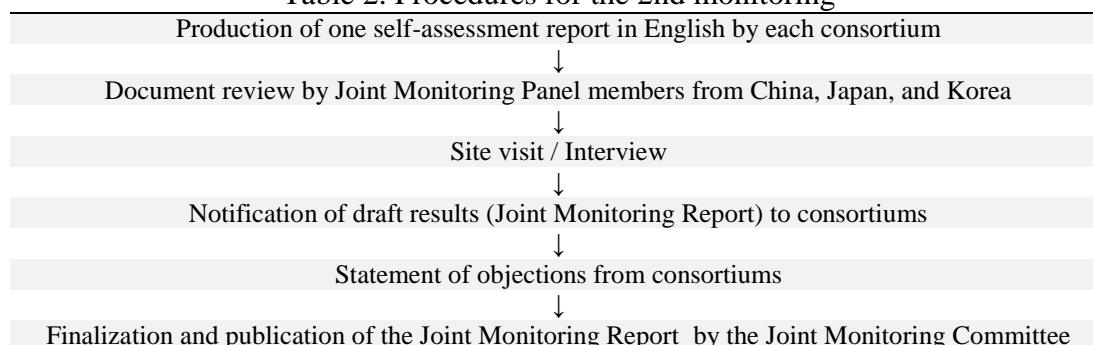 Table 2. Procedures for the 2nd monitoring
Production of one self-assessment report in English by each consortium
↓
Document review by Joint Monitoring Panel members from China, Japan, and Korea
↓
Site visit / Interview
↓
Notification of draft results (Joint Monitoring Report) to consortiums
↓
Statement of objections from consortiums
↓
Finalization and publication of the Joint Monitoring Report by the Joint Monitoring Committee